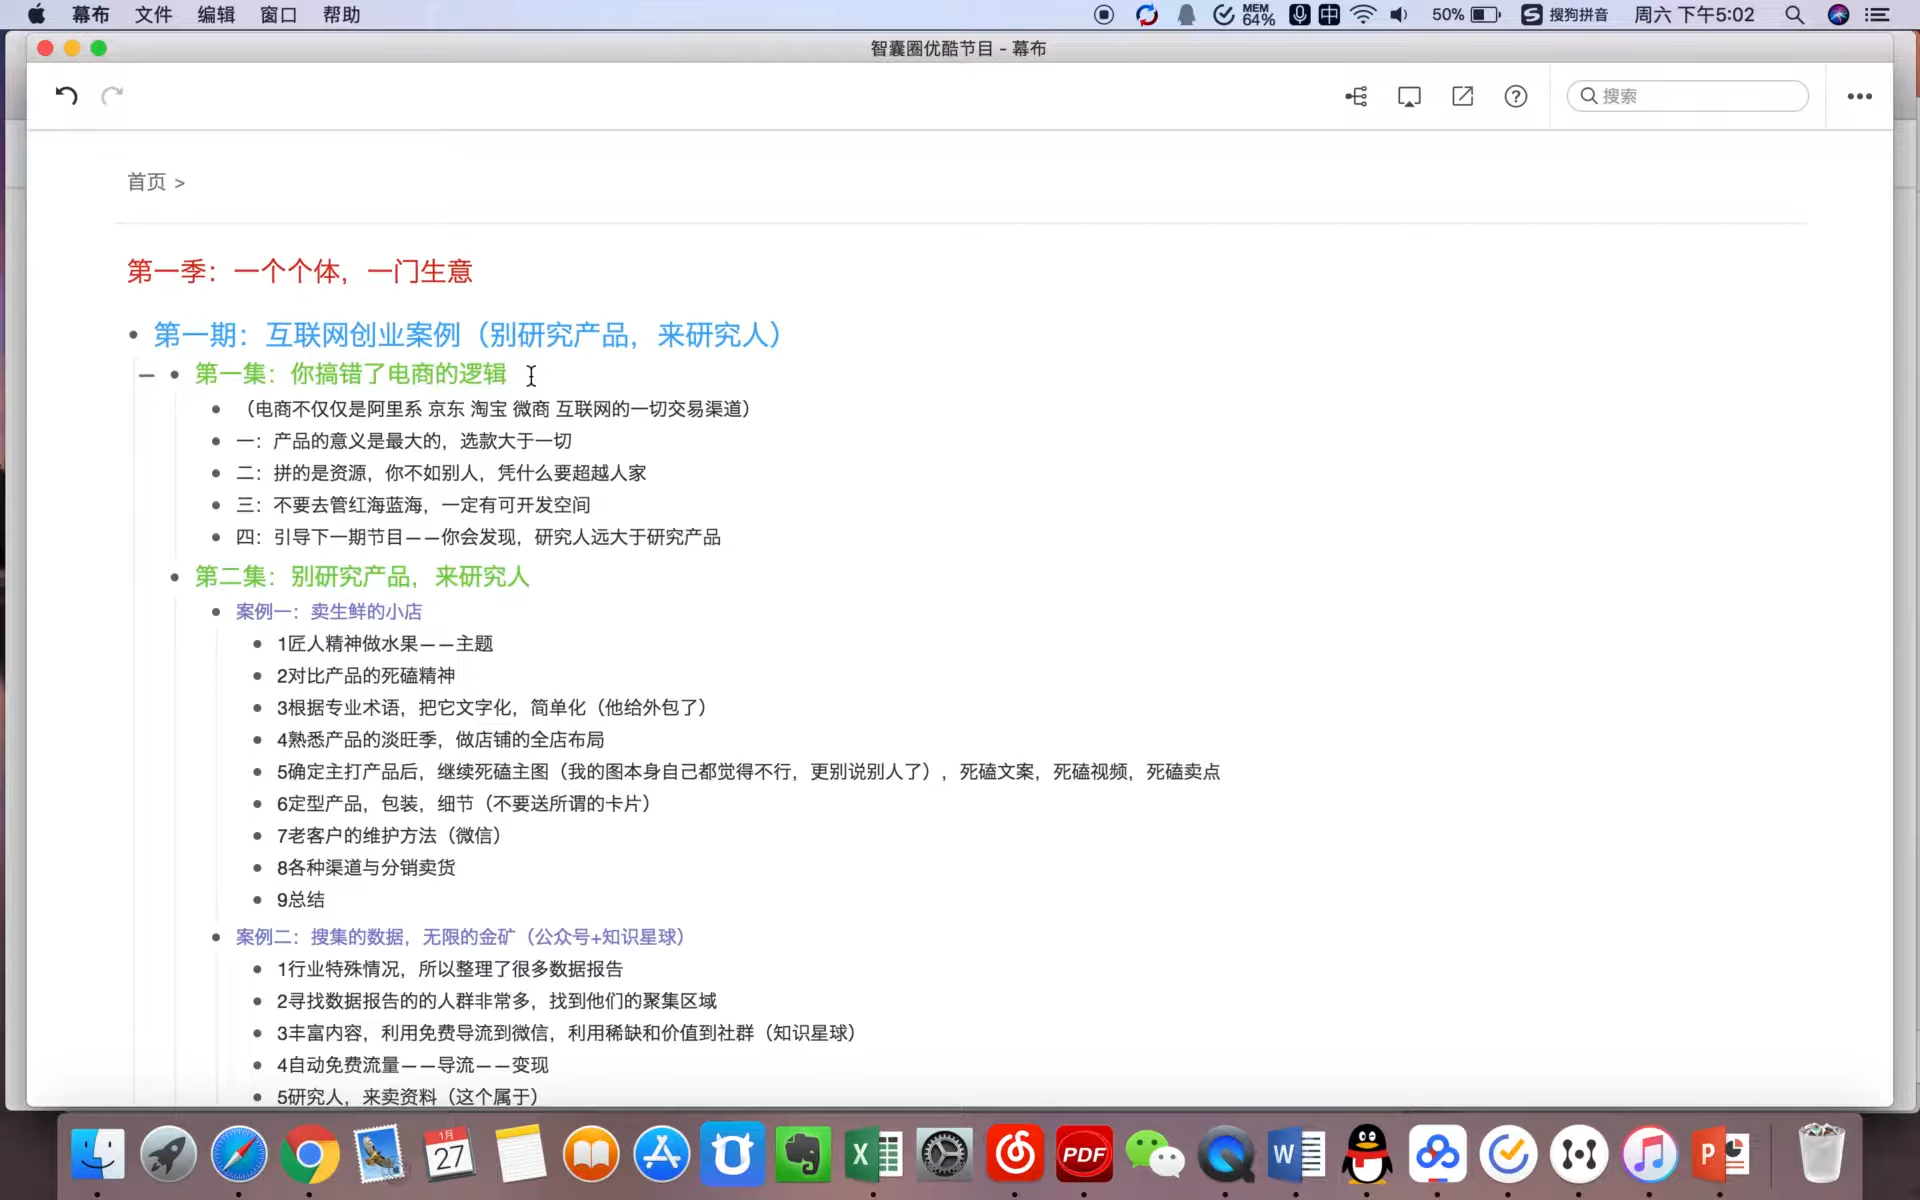 幕布 文件 编辑 窗口 帮助 MEM 64% 中 50% 搜狗拼音 周六 下午5:02
智囊圈优酷节目 - 幕布
搜索
首页 >
第一季：一个个体，一门生意
第一期：互联网创业案例（别研究产品，来研究人）
第一集：你搞错了电商的逻辑
（电商不仅仅是阿里系 京东 淘宝 微商 互联网的一切交易渠道）
一：产品的意义是最大的，选款大于一切
二：拼的是资源，你不如别人，凭什么要超越人家
三：不要去管红海蓝海，一定有可开发空间
四：引导下一期节目——你会发现，研究人远大于研究产品
第二集：别研究产品，来研究人
案例一：卖生鲜的小店
1匠人精神做水果——主题
2对比产品的死磕精神
3根据专业术语，把它文字化，简单化（他给外包了）
4熟悉产品的淡旺季，做店铺的全店布局
5确定主打产品后，继续死磕主图（我的图本身自己都觉得不行，更别说别人了），死磕文案，死磕视频，死磕卖点
6定型产品，包装，细节（不要送所谓的卡片）
7老客户的维护方法（微信）
8各种渠道与分销卖货
9总结
案例二：搜集的数据，无限的金矿（公众号+知识星球）
1行业特殊情况，所以整理了很多数据报告
2寻找数据报告的的人群非常多，找到他们的聚集区域
3丰富内容，利用免费导流到微信，利用稀缺和价值到社群（知识星球）
4自动免费流量——导流——变现
5研究人，来卖资料（这个属于）
1月 27 X PDF W P